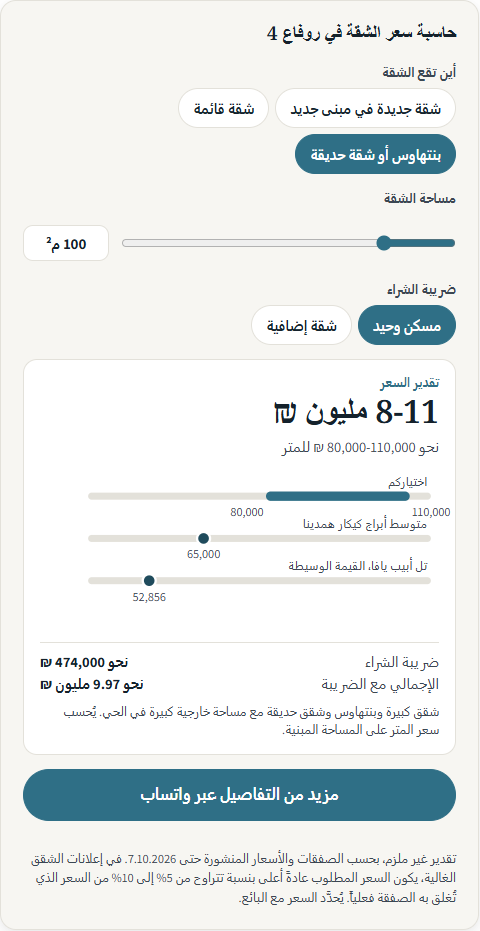 حاسبة سعر الشقة في روفاع 4
أين تقع الشقة
شقة جديدة في مبنى جديد
شقة قائمة
بنتهاوس أو شقة حديقة
مساحة الشقة
100 م²
ضريبة الشراء
مسكن وحيد
شقة إضافية
تقدير السعر
8-11 مليون ₪
نحو 80,000-110,000 ₪ للمتر
اختياركم
80,000
110,000
متوسط أبراج كيكار همدينا
65,000
تل أبيب يافا، القيمة الوسيطة
52,856
ضريبة الشراء
نحو 474,000 ₪
الإجمالي مع الضريبة
نحو 9.97 مليون ₪
شقق كبيرة وبنتهاوس وشقق حديقة مع مساحة خارجية كبيرة في الحي. يُحسب
سعر المتر على المساحة المبنية.
مزيد من التفاصيل عبر واتساب
تقدير غير ملزم، بحسب الصفقات والأسعار المنشورة حتى 7.10.2026. في إعلانات الشقق
الغالية، يكون السعر المطلوب عادةً أعلى بنسبة تتراوح من 5% إلى 10% من السعر الذي
تُغلق به الصفقة فعلياً. يُحدَّد السعر مع البائع.